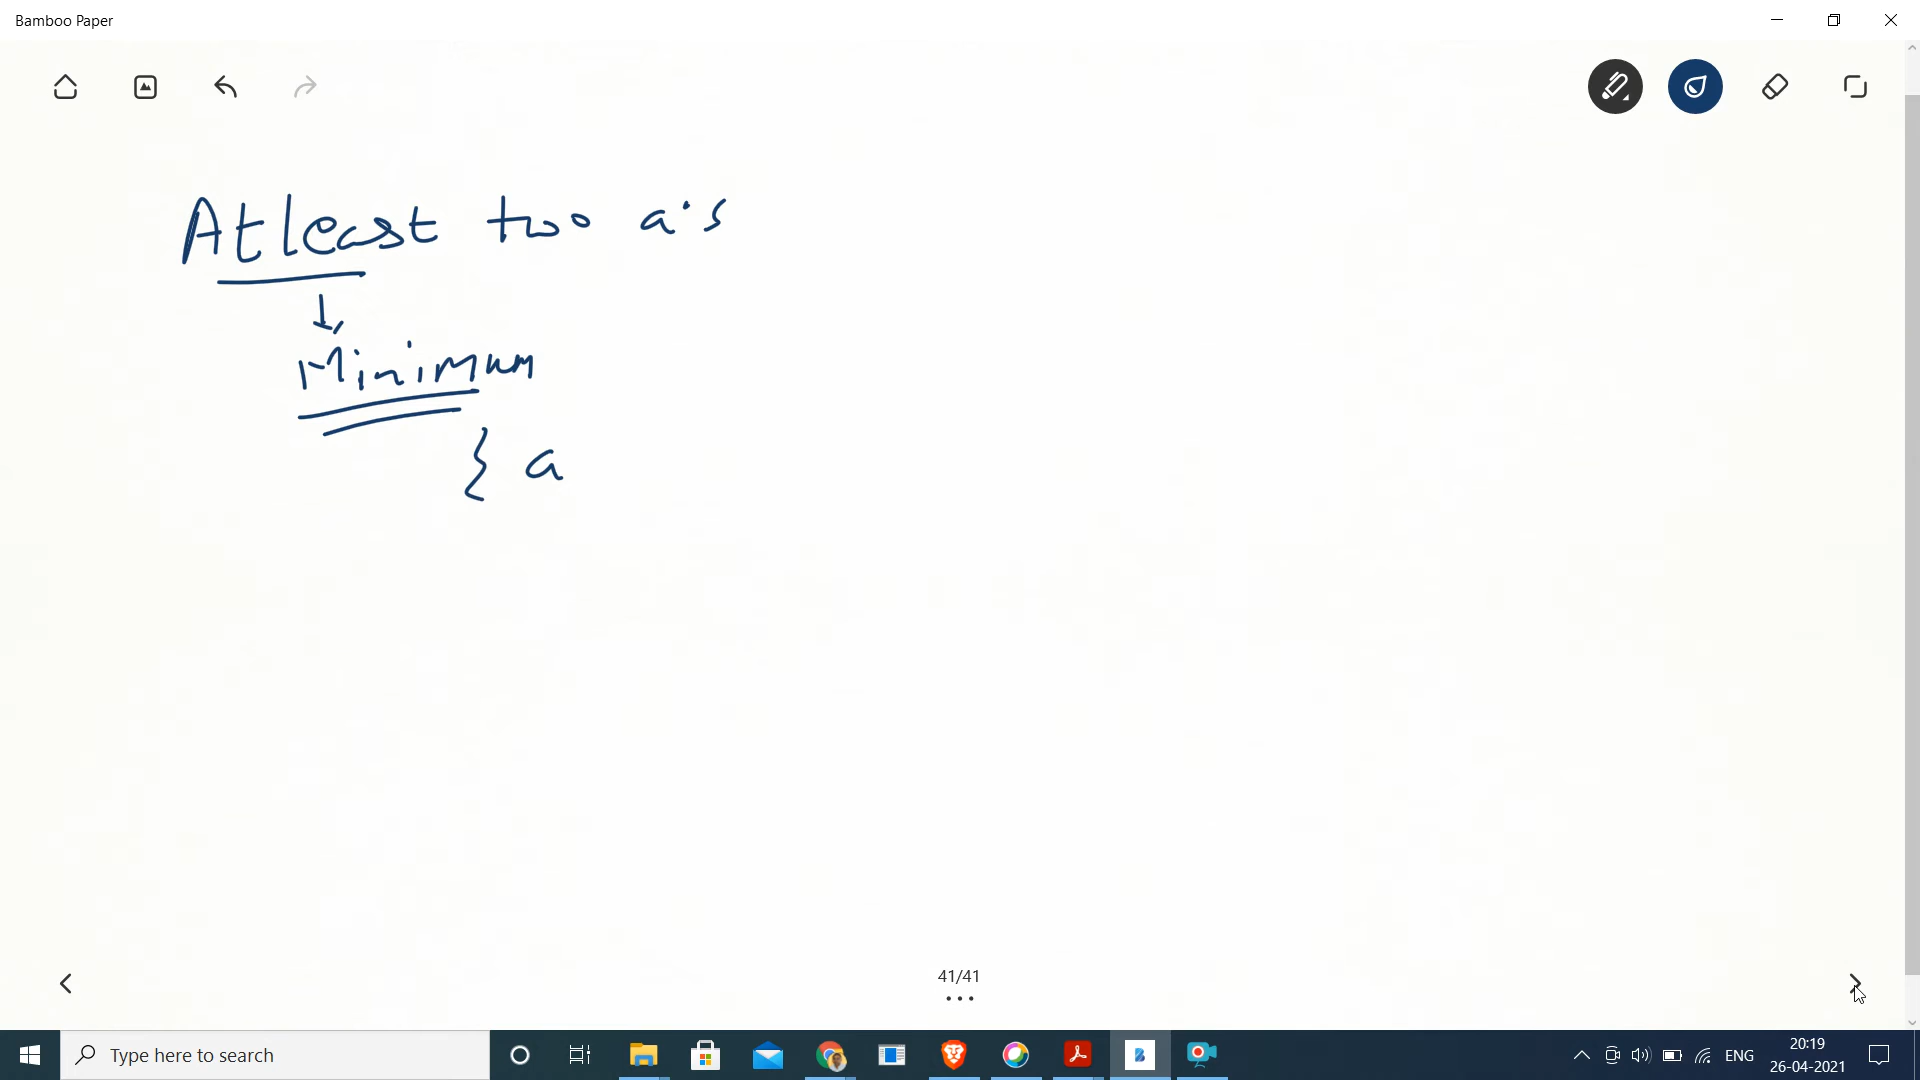 Bamboo Paper
Atleast two a's
Minimum
{ a
41/41
Type here to search
ENG
20:19
26-04-2021